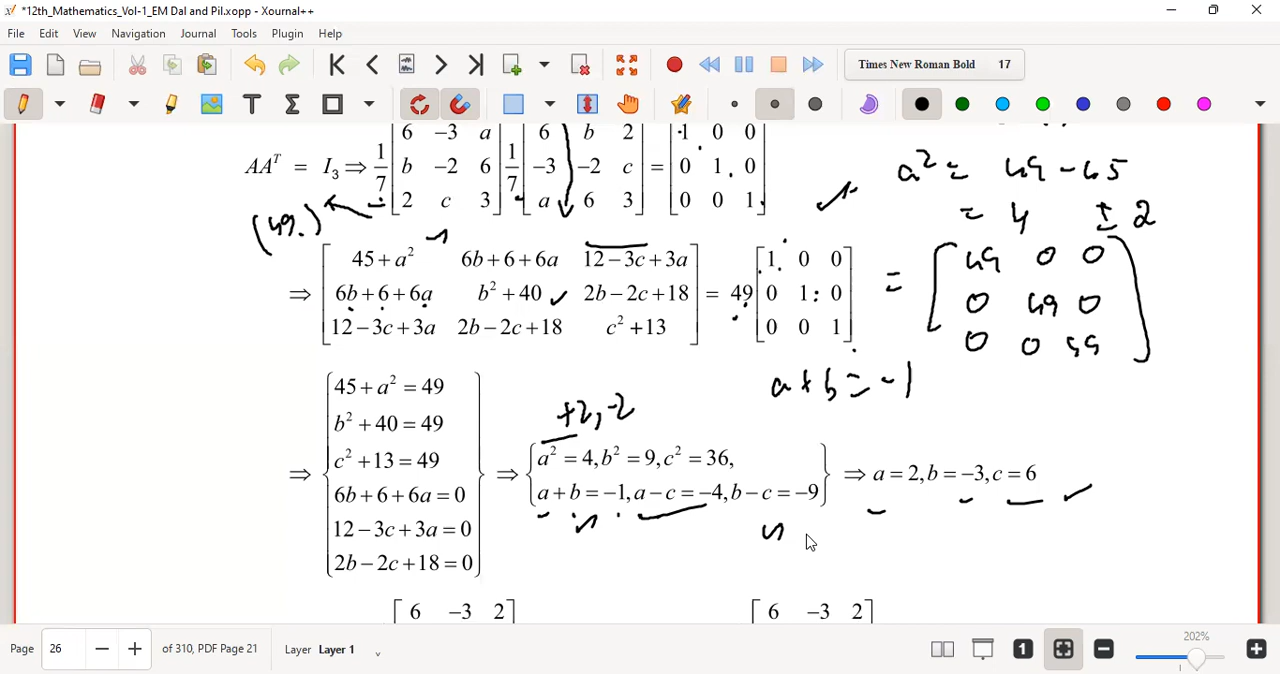 *12th_Mathematics_Vol-1_EM Dal and Pil.xopp - Xournal++
File Edit View Navigation Journal Tools Plugin Help
Times New Roman Bold 17
6 −3 a 6 b 2 1 0 0
AAᵀ = I₃ ⇒ 1/7 b −2 6 1/7 −3 −2 c = 0 1 0
2 c 3 a 6 3 0 0 1
a² = 49 − 45
= 4 ± 2
(49.)
45 + a² 6b + 6 + 6a 12 − 3c + 3a 1 0 0 49 0 0
⇒ 6b + 6 + 6a b² + 40 2b − 2c + 18 = 49 0 1 0 = 0 49 0
12 − 3c + 3a 2b − 2c + 18 c² + 13 0 0 1 0 0 49
a + b = −1
+2, −2
45 + a² = 49
b² + 40 = 49
c² + 13 = 49
6b + 6 + 6a = 0
12 − 3c + 3a = 0
2b − 2c + 18 = 0
⇒ a² = 4, b² = 9, c² = 36,
a + b = −1, a − c = −4, b − c = −9
⇒ a = 2, b = −3, c = 6
6 −3 2 6 −3 2
Page 26 of 310, PDF Page 21 Layer Layer 1 1 202%